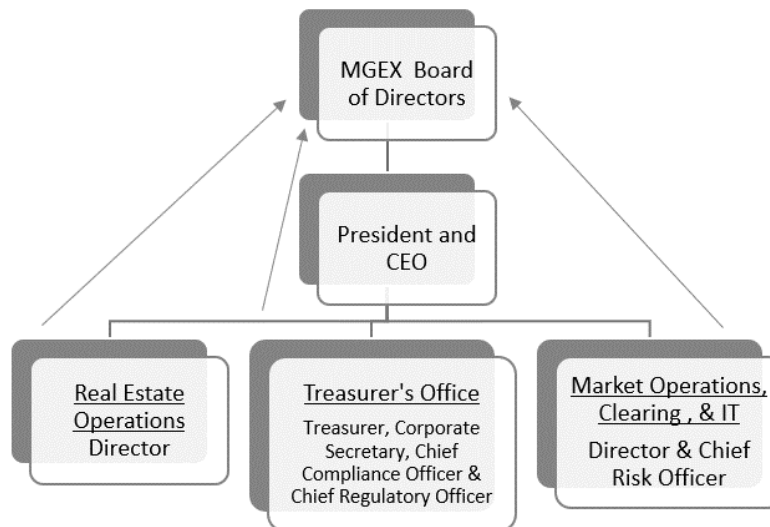 MGEX Board
of Directors
President and
CEO
Real Estate
Operations
Director
Treasurer's Office
Treasurer, Corporate
Secretary, Chief
Compliance Officer &
Chief Regulatory Officer
Market Operations,
Clearing , & IT
Director & Chief
Risk Officer